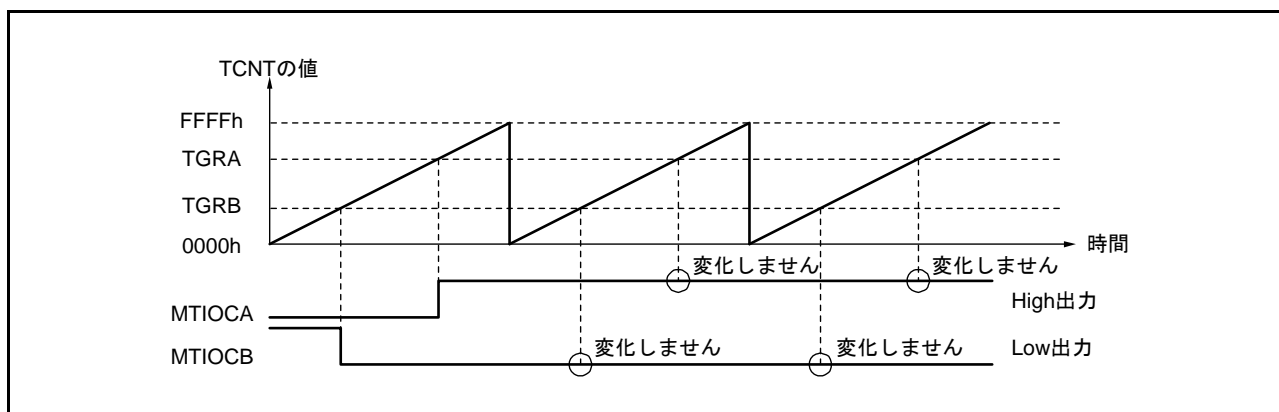 TCNTの値
FFFFh
TGRA
TGRB
0000h
時間
変化しません
変化しません
High出力
MTIOCA
変化しません
変化しません
Low出力
MTIOCB